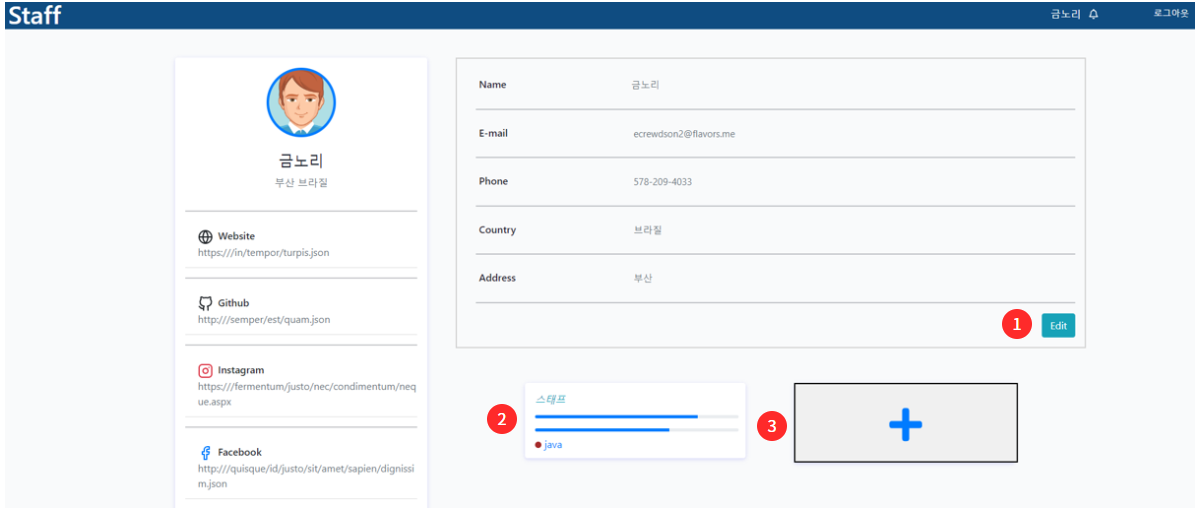 Staff
금노리
로그아웃
금노리
부산 브라질
Website
https:///in/tempor/turpis.json
Github
http:///semper/est/quam.json
Instagram
https:///fermentum/justo/nec/condimentum/neq
ue.aspx
Facebook
http:///quisque/id/justo/sit/amet/sapien/dignissi
m.json
Name 금노리
E-mail ecrewdson2@flavors.me
Phone 578-209-4033
Country 브라질
Address 부산
1 Edit
2
스태프
java
3